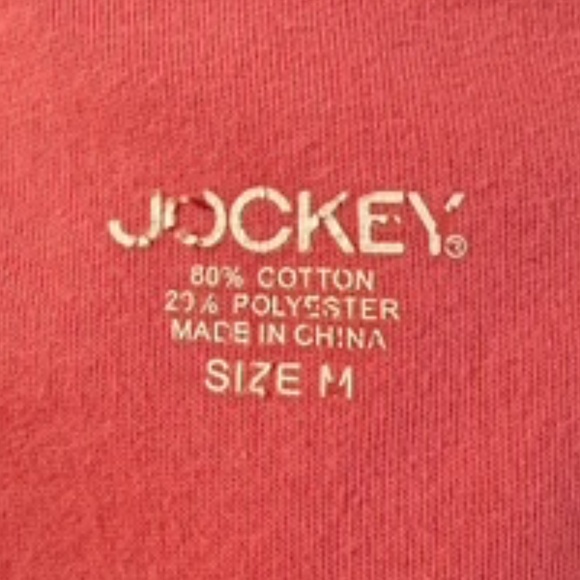 JOCKEY®
80% COTTON
20% POLYESTER
MADE IN CHINA
SIZE M